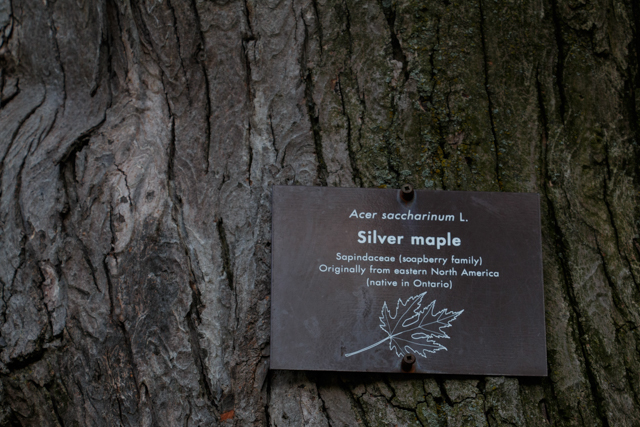 Acer saccharinum L.
Silver maple
Sapindaceae (soapberry family)
Originally from eastern North America
(native in Ontario)